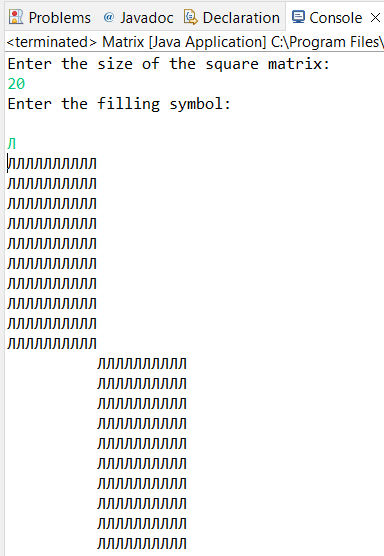 Problems @ Javadoc Declaration Console
<terminated> Matrix [Java Application] C:\Program Files\
Enter the size of the square matrix:
20
Enter the filling symbol:
Л
ЛЛЛЛЛЛЛЛЛЛ
ЛЛЛЛЛЛЛЛЛЛ
ЛЛЛЛЛЛЛЛЛЛ
ЛЛЛЛЛЛЛЛЛЛ
ЛЛЛЛЛЛЛЛЛЛ
ЛЛЛЛЛЛЛЛЛЛ
ЛЛЛЛЛЛЛЛЛЛ
ЛЛЛЛЛЛЛЛЛЛ
ЛЛЛЛЛЛЛЛЛЛ
ЛЛЛЛЛЛЛЛЛЛ
          ЛЛЛЛЛЛЛЛЛЛ
          ЛЛЛЛЛЛЛЛЛЛ
          ЛЛЛЛЛЛЛЛЛЛ
          ЛЛЛЛЛЛЛЛЛЛ
          ЛЛЛЛЛЛЛЛЛЛ
          ЛЛЛЛЛЛЛЛЛЛ
          ЛЛЛЛЛЛЛЛЛЛ
          ЛЛЛЛЛЛЛЛЛЛ
          ЛЛЛЛЛЛЛЛЛЛ
          ЛЛЛЛЛЛЛЛЛЛ